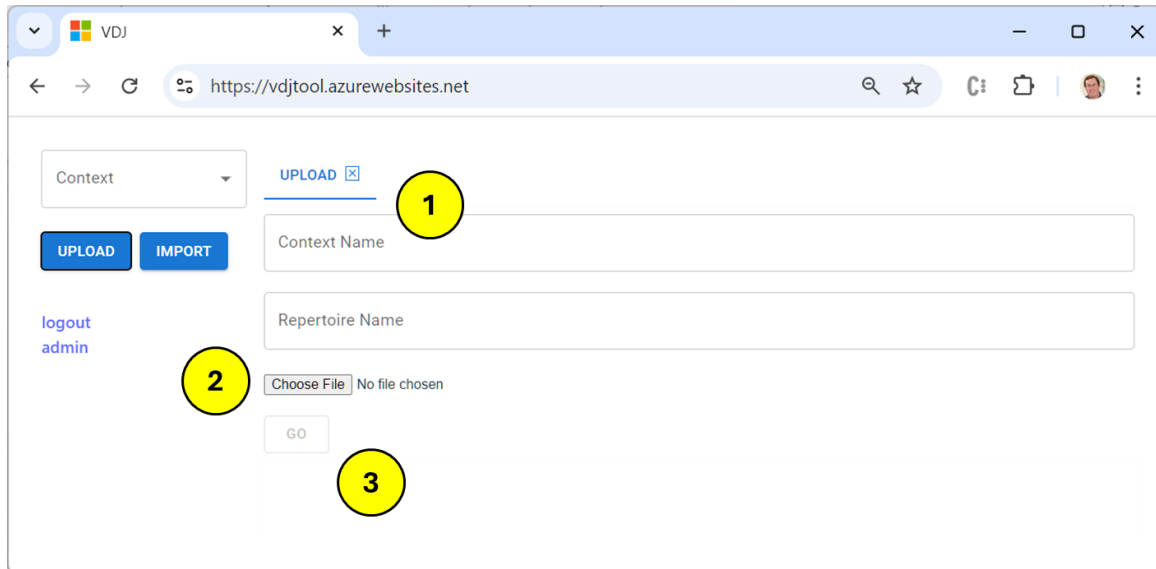 VDJ
https://vdjtool.azurewebsites.net
Context
UPLOAD
1
Context Name
UPLOAD IMPORT
Repertoire Name
logout
admin
2
Choose File No file chosen
GO
3